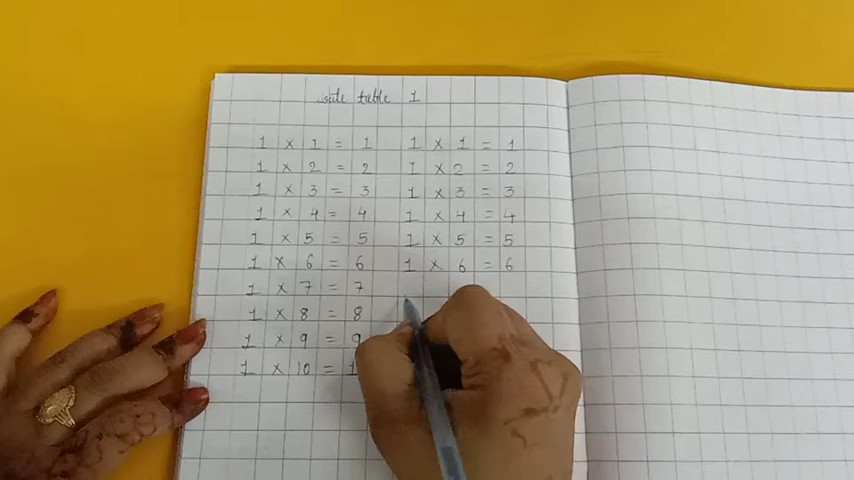 write table 1
1 × 1 = 1 1 × 1 = 1
1 × 2 = 2 1 × 2 = 2
1 × 3 = 3 1 × 3 = 3
1 × 4 = 4 1 × 4 = 4
1 × 5 = 5 1 × 5 = 5
1 × 6 = 6 1 × 6 = 6
1 × 7 = 7
1 × 8 = 8
1 × 9 = 9
1 × 10 = 1